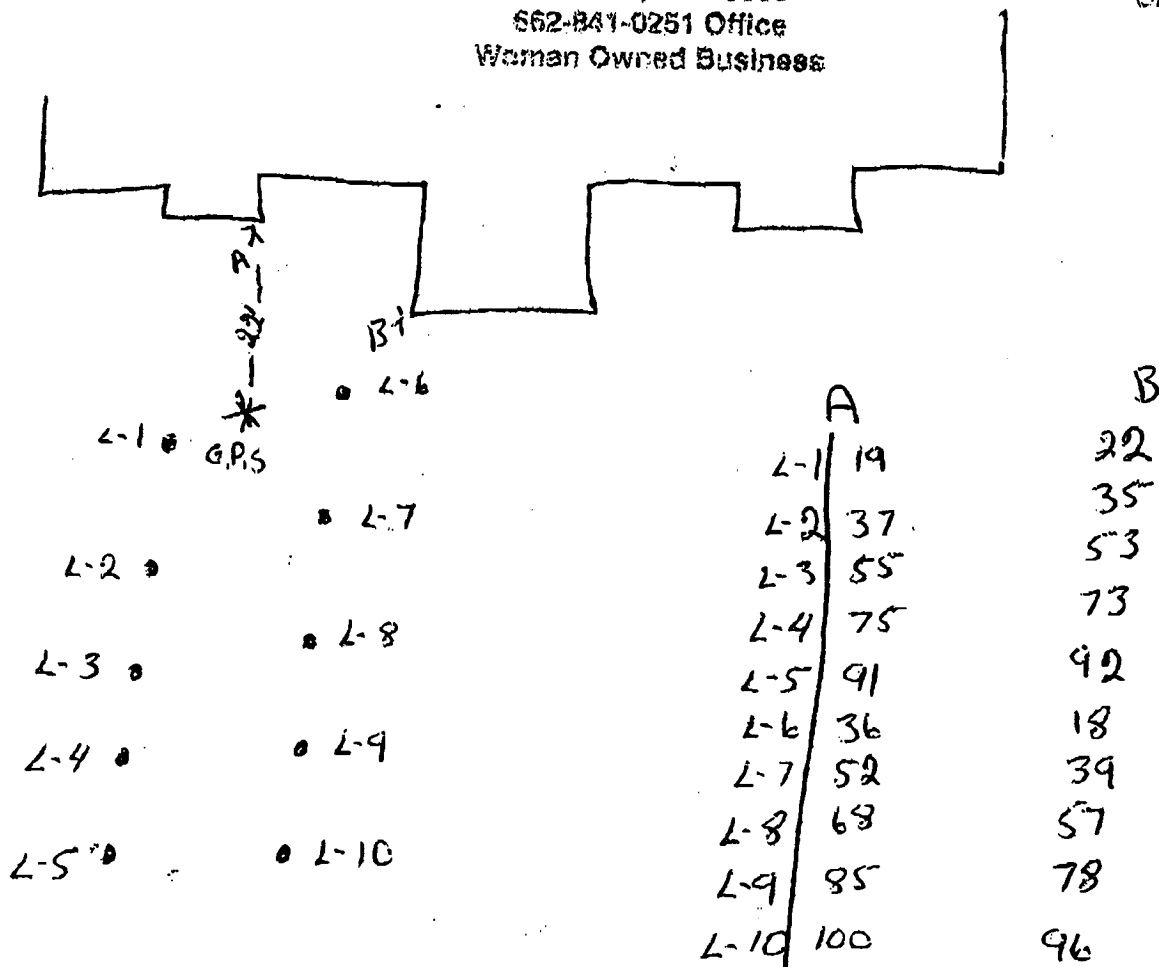 662-841-0251 Office
Woman Owned Business
22
B
L-6
L-1
G.P.S
L-7
L-2
L-8
L-3
L-4
L-9
L-5
L-10
A B
L-1 19 22
L-2 37 35
L-3 55 53
L-4 75 73
L-5 91 92
L-6 36 18
L-7 52 39
L-8 68 57
L-9 85 78
L-10 100 96